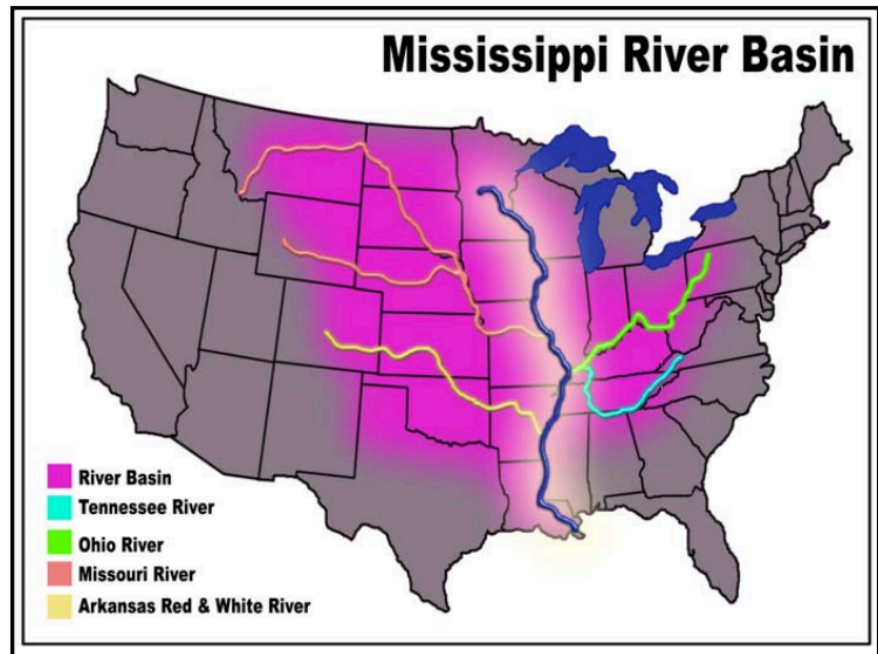 Mississippi River Basin
River Basin
Tennessee River
Ohio River
Missouri River
Arkansas Red & White River